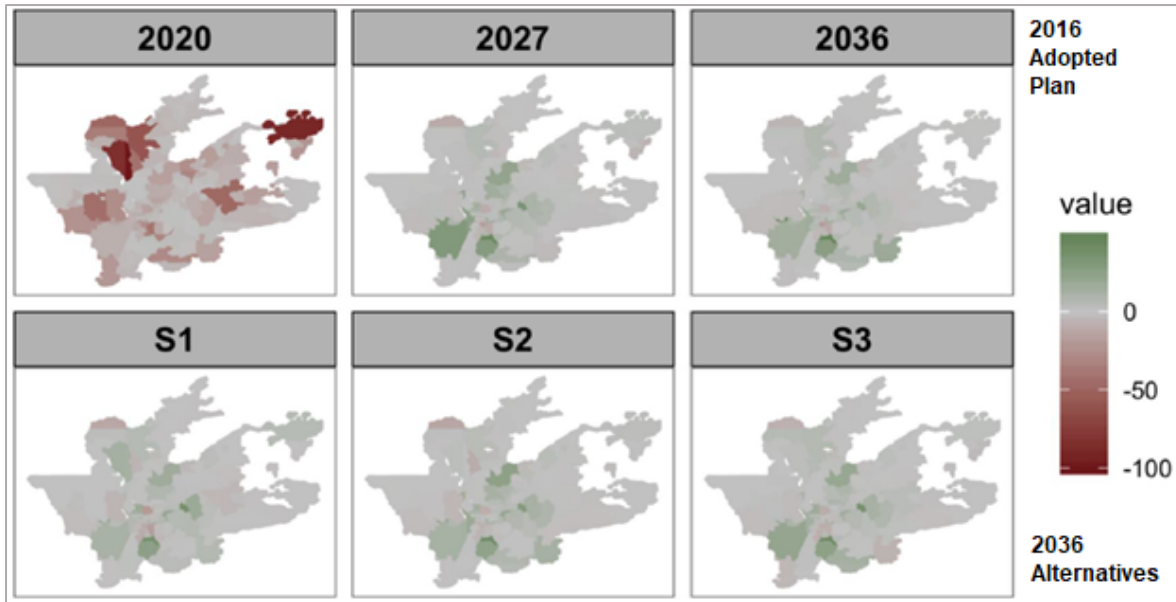 2020
2027
2036
2016
Adopted
Plan
value
0
-50
-100
S1
S2
S3
2036
Alternatives